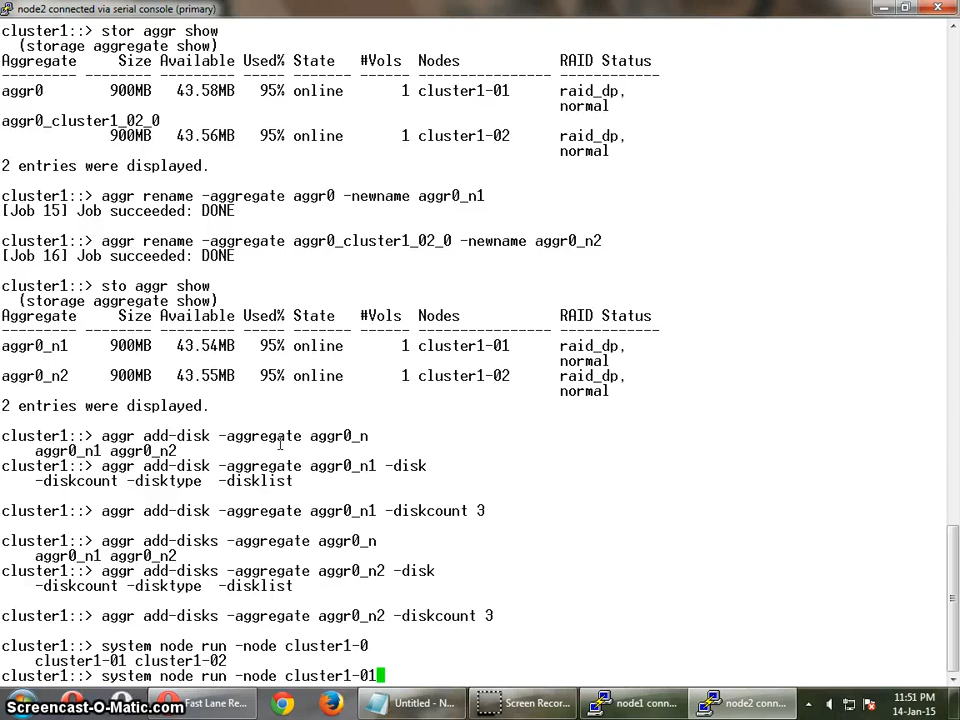 node2 connected via serial console (primary)
cluster1::> stor aggr show
(storage aggregate show)
Aggregate Size Available Used% State #Vols Nodes RAID Status
--------- -------- --------- ----- ------- ------ ---------------- ------------
aggr0 900MB 43.58MB 95% online 1 cluster1-01 raid_dp,
normal
aggr0_cluster1_02_0
900MB 43.56MB 95% online 1 cluster1-02 raid_dp,
normal
2 entries were displayed.
cluster1::> aggr rename -aggregate aggr0 -newname aggr0_n1
[Job 15] Job succeeded: DONE
cluster1::> aggr rename -aggregate aggr0_cluster1_02_0 -newname aggr0_n2
[Job 16] Job succeeded: DONE
cluster1::> sto aggr show
(storage aggregate show)
Aggregate Size Available Used% State #Vols Nodes RAID Status
--------- -------- --------- ----- ------- ------ ---------------- ------------
aggr0_n1 900MB 43.54MB 95% online 1 cluster1-01 raid_dp,
normal
aggr0_n2 900MB 43.55MB 95% online 1 cluster1-02 raid_dp,
normal
2 entries were displayed.
cluster1::> aggr add-disk -aggregate aggr0_n
aggr0_n1 aggr0_n2
cluster1::> aggr add-disk -aggregate aggr0_n1 -disk
-diskcount -disktype -disklist
cluster1::> aggr add-disk -aggregate aggr0_n1 -diskcount 3
cluster1::> aggr add-disks -aggregate aggr0_n
aggr0_n1 aggr0_n2
cluster1::> aggr add-disks -aggregate aggr0_n2 -disk
-diskcount -disktype -disklist
cluster1::> aggr add-disks -aggregate aggr0_n2 -diskcount 3
cluster1::> system node run -node cluster1-0
cluster1-01 cluster1-02
cluster1::> system node run -node cluster1-01
Fast Lane Re... Untitled - N... Screen Recor... node1 conn... node2 conn... 11:51 PM
14-Jan-15
Screencast-O-Matic.com